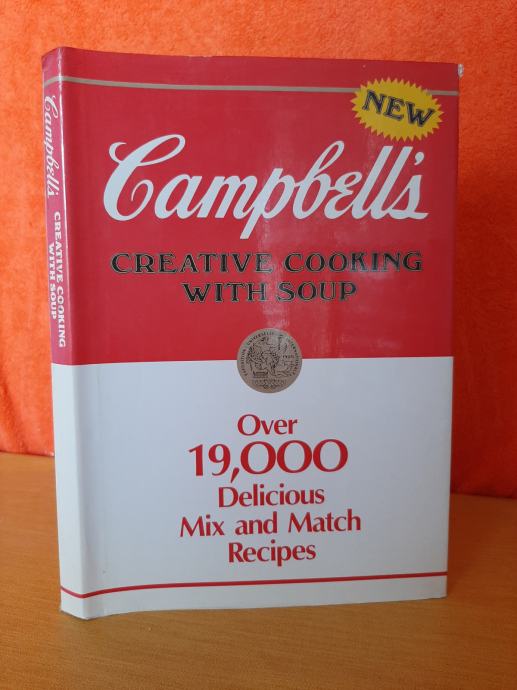 NEW
Campbell's
CREATIVE COOKING
WITH SOUP
Over
19,000
Delicious
Mix and Match
Recipes
Campbell's
CREATIVE COOKING
WITH SOUP